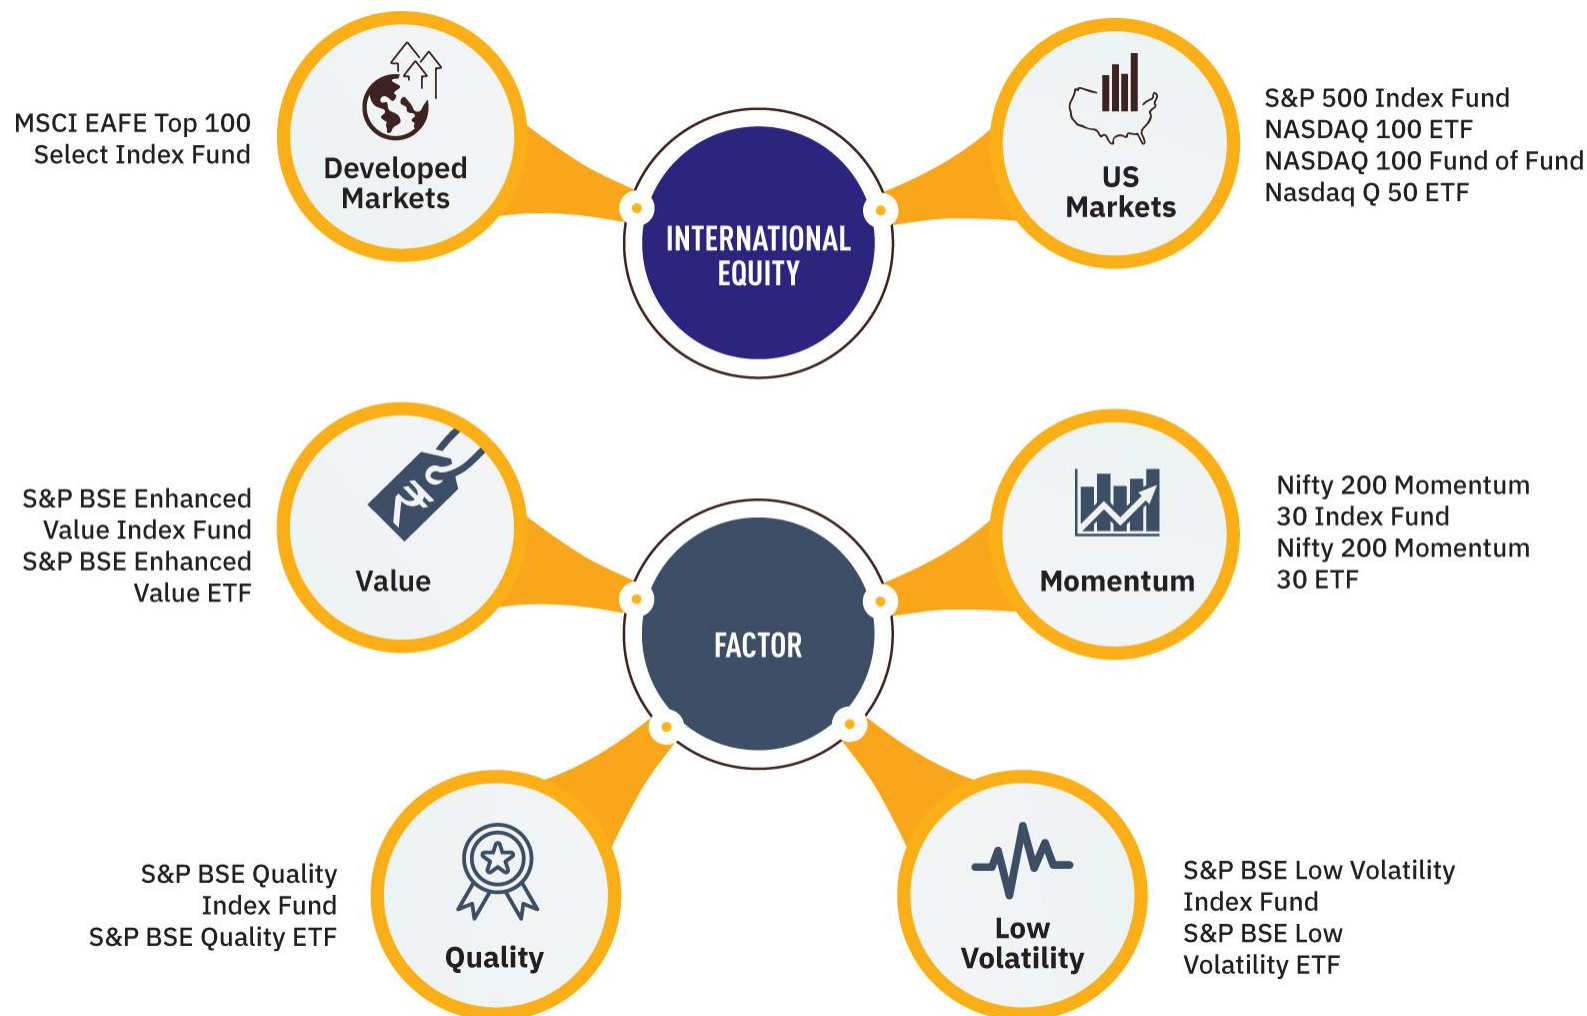 MSCI EAFE Top 100
Select Index Fund
Developed
Markets
INTERNATIONAL
EQUITY
US
Markets
S&P 500 Index Fund
NASDAQ 100 ETF
NASDAQ 100 Fund of Fund
Nasdaq Q 50 ETF
S&P BSE Enhanced
Value Index Fund
S&P BSE Enhanced
Value ETF
₹
Value
FACTOR
Momentum
Nifty 200 Momentum
30 Index Fund
Nifty 200 Momentum
30 ETF
S&P BSE Quality
Index Fund
S&P BSE Quality ETF
Quality
Low
Volatility
S&P BSE Low Volatility
Index Fund
S&P BSE Low
Volatility ETF